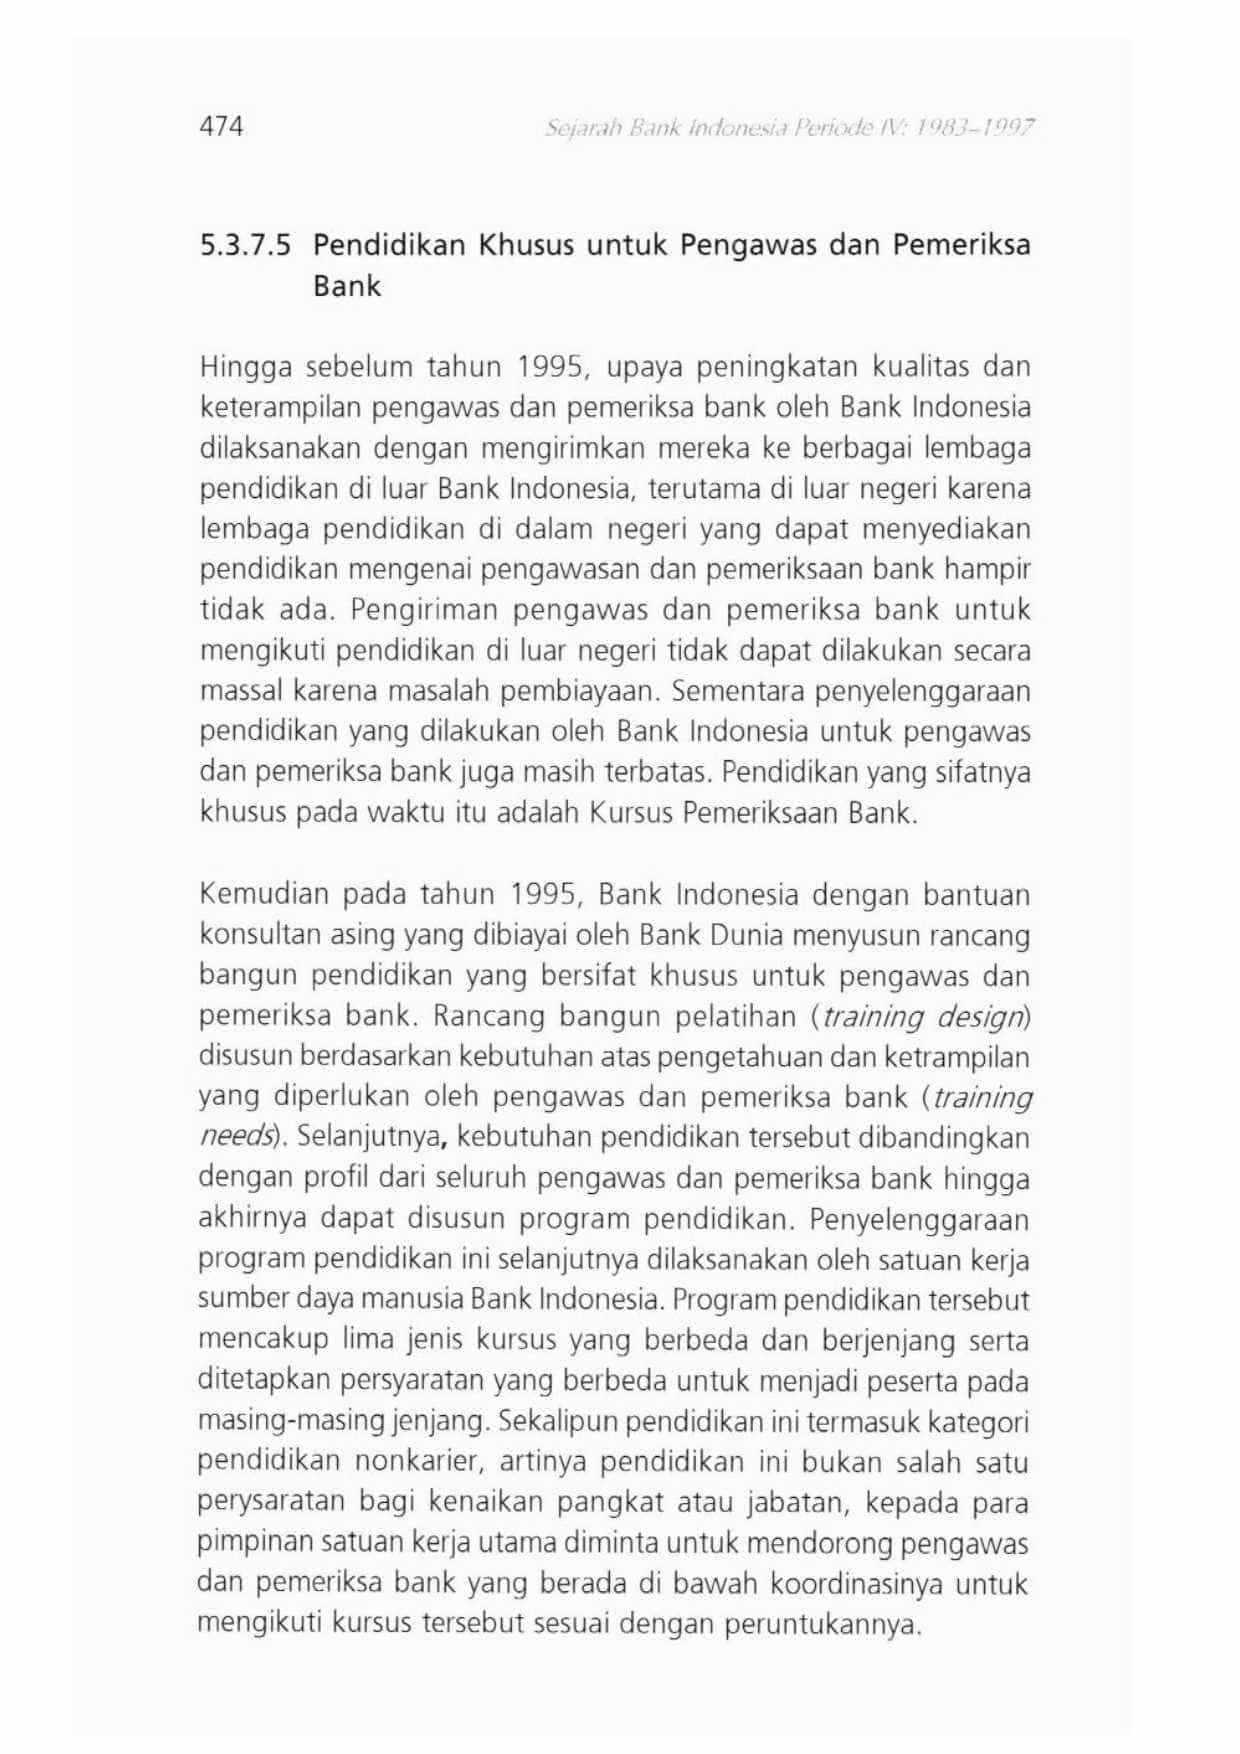 474
Sejarah Bank Indonesia Periode IV: 1983–1997
5.3.7.5 Pendidikan Khusus untuk Pengawas dan Pemeriksa
Bank
Hingga sebelum tahun 1995, upaya peningkatan kualitas dan
keterampilan pengawas dan pemeriksa bank oleh Bank Indonesia
dilaksanakan dengan mengirimkan mereka ke berbagai lembaga
pendidikan di luar Bank Indonesia, terutama di luar negeri karena
lembaga pendidikan di dalam negeri yang dapat menyediakan
pendidikan mengenai pengawasan dan pemeriksaan bank hampir
tidak ada. Pengiriman pengawas dan pemeriksa bank untuk
mengikuti pendidikan di luar negeri tidak dapat dilakukan secara
massal karena masalah pembiayaan. Sementara penyelenggaraan
pendidikan yang dilakukan oleh Bank Indonesia untuk pengawas
dan pemeriksa bank juga masih terbatas. Pendidikan yang sifatnya
khusus pada waktu itu adalah Kursus Pemeriksaan Bank.
Kemudian pada tahun 1995, Bank Indonesia dengan bantuan
konsultan asing yang dibiayai oleh Bank Dunia menyusun rancang
bangun pendidikan yang bersifat khusus untuk pengawas dan
pemeriksa bank. Rancang bangun pelatihan (training design)
disusun berdasarkan kebutuhan atas pengetahuan dan ketrampilan
yang diperlukan oleh pengawas dan pemeriksa bank (training
needs). Selanjutnya, kebutuhan pendidikan tersebut dibandingkan
dengan profil dari seluruh pengawas dan pemeriksa bank hingga
akhirnya dapat disusun program pendidikan. Penyelenggaraan
program pendidikan ini selanjutnya dilaksanakan oleh satuan kerja
sumber daya manusia Bank Indonesia. Program pendidikan tersebut
mencakup lima jenis kursus yang berbeda dan berjenjang serta
ditetapkan persyaratan yang berbeda untuk menjadi peserta pada
masing-masing jenjang. Sekalipun pendidikan ini termasuk kategori
pendidikan nonkarier, artinya pendidikan ini bukan salah satu
perysaratan bagi kenaikan pangkat atau jabatan, kepada para
pimpinan satuan kerja utama diminta untuk mendorong pengawas
dan pemeriksa bank yang berada di bawah koordinasinya untuk
mengikuti kursus tersebut sesuai dengan peruntukannya.